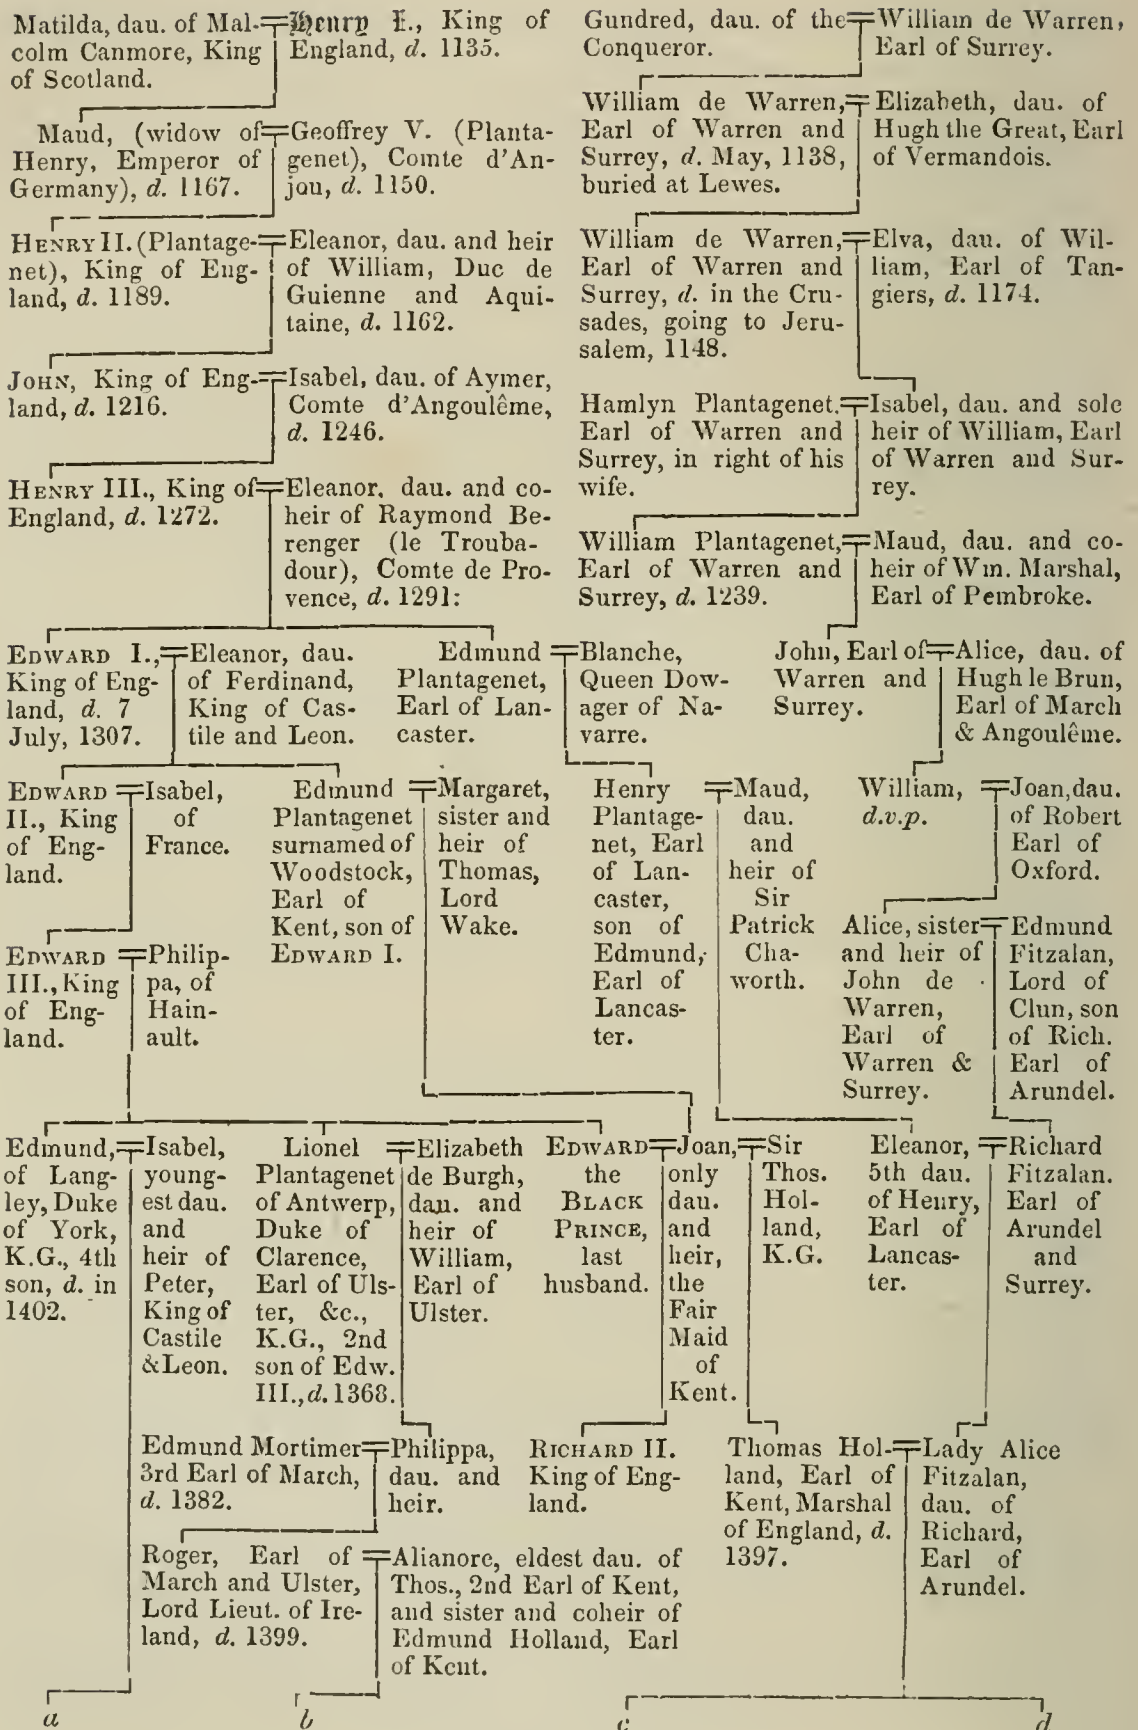 Matilda, dau. of Mal-
colm Canmore, King
of Scotland.
Henry I., King of
England, d. 1135.
Gundred, dau. of the
Conqueror.
William de Warren,
Earl of Surrey.
Maud, (widow of
Henry, Emperor of
Germany), d. 1167.
Geoffrey V. (Planta-
genet), Comte d'An-
jou, d. 1150.
William de Warren,
Earl of Warren and
Surrey, d. May, 1138,
buried at Lewes.
Elizabeth, dau. of
Hugh the Great, Earl
of Vermandois.
HENRY II. (Plantage-
net), King of Eng-
land, d. 1189.
Eleanor, dau. and heir
of William, Duc de
Guienne and Aqui-
taine, d. 1162.
William de Warren,
Earl of Warren and
Surrey, d. in the Cru-
sades, going to Jeru-
salem, 1148.
Elva, dau. of Wil-
liam, Earl of Tan-
giers, d. 1174.
JOHN, King of Eng-
land, d. 1216.
Isabel, dau. of Aymer,
Comte d'Angoulême,
d. 1246.
Hamlyn Plantagenet.
Earl of Warren and
Surrey, in right of his
wife.
Isabel, dau. and sole
heir of William, Earl
of Warren and Sur-
rey.
HENRY III., King of
England, d. 1272.
Eleanor, dau. and co-
heir of Raymond Be-
renger (le Trouba-
dour), Comte de Pro-
vence, d. 1291:
William Plantagenet,
Earl of Warren and
Surrey, d. 1239.
Maud, dau. and co-
heir of Wm. Marshal,
Earl of Pembroke.
EDWARD I.,
King of Eng-
land, d. 7
July, 1307.
Eleanor, dau.
of Ferdinand,
King of Cas-
tile and Leon.
Edmund
Plantagenet,
Earl of Lan-
caster.
Blanche,
Queen Dow-
ager of Na-
varre.
John, Earl of
Warren and
Surrey.
Alice, dau. of
Hugh le Brun,
Earl of March
& Angoulême.
EDWARD
II., King
of Eng-
land.
Isabel,
of
France.
Edmund
Plantagenet
surnamed of
Woodstock,
Earl of
Kent, son of
EDWARD I.
Margaret,
sister and
heir of
Thomas,
Lord
Wake.
Henry
Plantage-
net, Earl
of Lan-
caster,
son of
Edmund,
Earl of
Lancas-
ter.
Maud,
dau.
and
heir of
Sir
Patrick
Cha-
worth.
William,
d.v.p.
Joan, dau.
of Robert
Earl of
Oxford.
EDWARD
III., King
of Eng-
land.
Philip-
pa, of
Hain-
ault.
Alice, sister
and heir of
John de
Warren,
Earl of
Warren &
Surrey.
Edmund
Fitzalan,
Lord of
Clun, son
of Rich.
Earl of
Arundel.
Edmund,
of Lang-
ley, Duke
of York,
K.G., 4th
son, d. in
1402.
Isabel,
young-
est dau.
and
heir of
Peter,
King of
Castile
& Leon.
Lionel
Plantagenet
of Antwerp,
Duke of
Clarence,
Earl of Uls-
ter, &c.,
K.G., 2nd
son of Edw.
III., d. 1368.
Elizabeth
de Burgh,
dau. and
heir of
William,
Earl of
Ulster.
EDWARD
the
BLACK
PRINCE,
last
husband.
Joan,
only
dau.
and
heir,
the
Fair
Maid
of
Kent.
Sir
Thos.
Hol-
land,
K.G.
Eleanor,
5th dau.
of Henry,
Earl of
Lancas-
ter.
Richard
Fitzalan.
Earl of
Arundel
and
Surrey.
Edmund Mortimer
3rd Earl of March,
d. 1382.
Philippa,
dau. and
heir.
RICHARD II.
King of Eng-
land.
Thomas Hol-
land, Earl of
Kent, Marshal
of England, d.
1397.
Lady Alice
Fitzalan,
dau. of
Richard,
Earl of
Arundel.
Roger, Earl of
March and Ulster,
Lord Lieut. of Ire-
land, d. 1399.
Alianore, eldest dau. of
Thos., 2nd Earl of Kent,
and sister and coheir of
Edmund Holland, Earl
of Kent.
a b c d